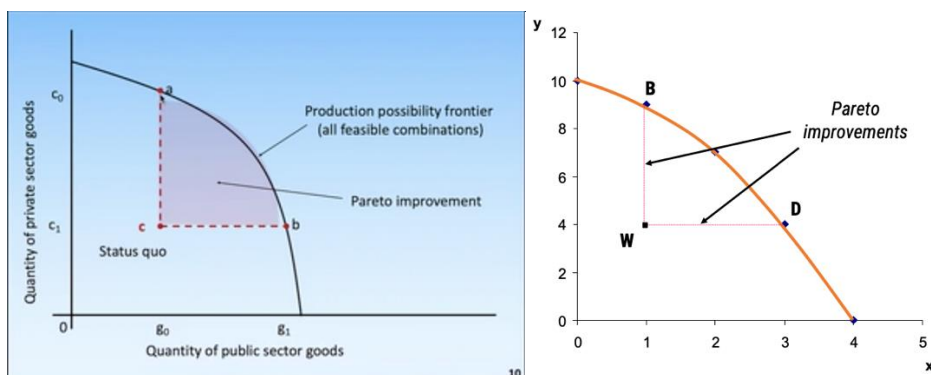 Quantity of private sector goods
c₀
a
Production possibility frontier
(all feasible combinations)
Pareto improvement
c₁
c
b
Status quo
0
g₀
g₁
Quantity of public sector goods
10
y
12
10
8
6
4
2
0
B
Pareto
improvements
D
W
0
1
2
3
4
5
x